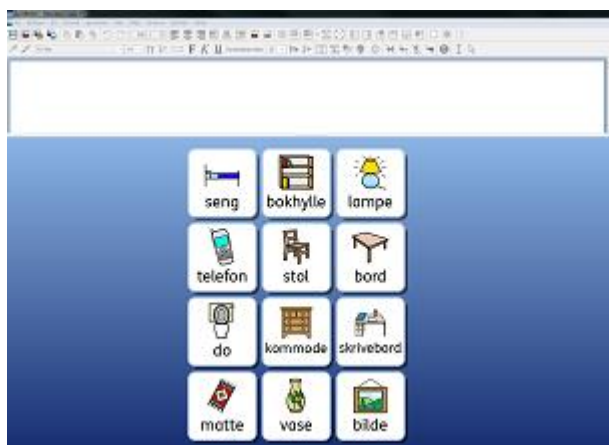 F K U
seng bokhylle lampe
telefon stol bord
do kommode skrivebord
matte vase bilde